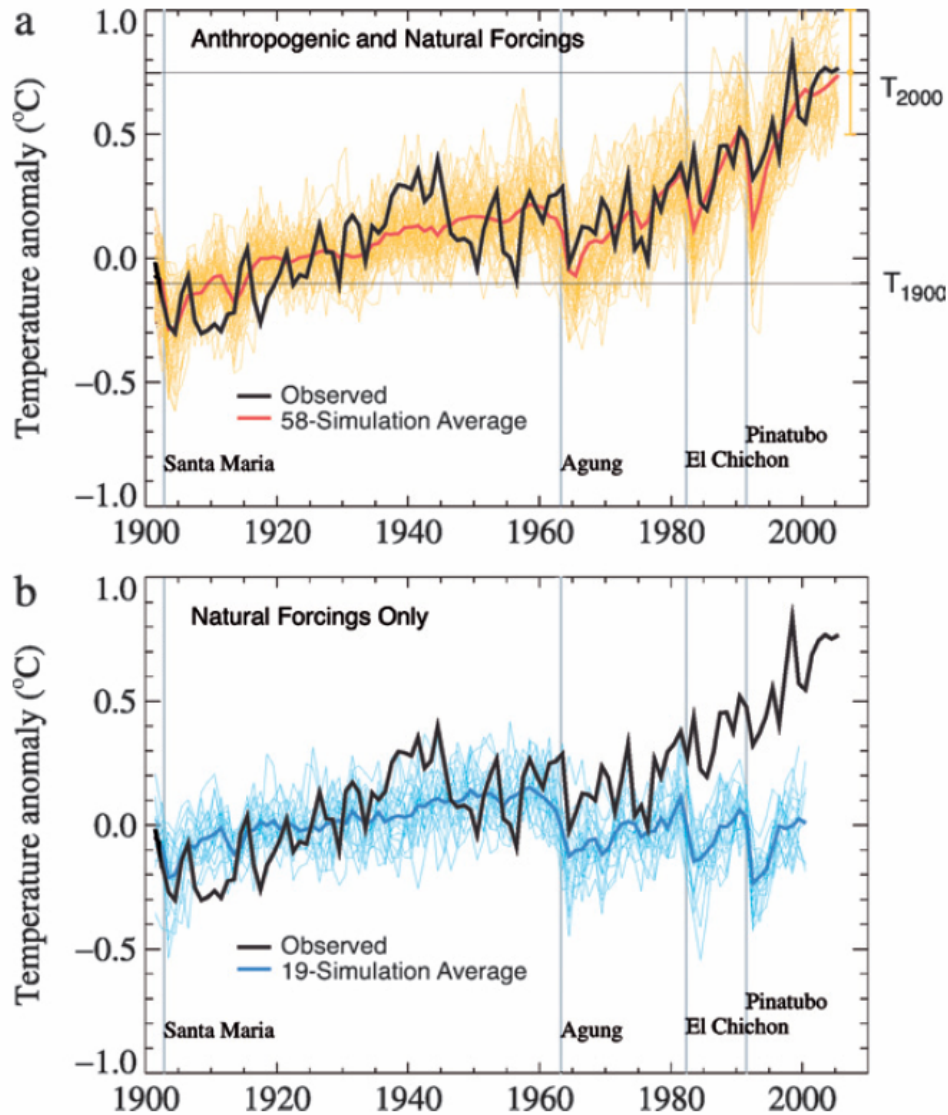 a
Anthropogenic and Natural Forcings
Temperature anomaly (°C)
1.0
0.5
0.0
−0.5
−1.0
T2000
T1900
Observed
58-Simulation Average
Santa Maria
Agung
El Chichon
Pinatubo
1900 1920 1940 1960 1980 2000
b
Natural Forcings Only
Temperature anomaly (°C)
1.0
0.5
0.0
−0.5
−1.0
Observed
19-Simulation Average
Santa Maria
Agung
El Chichon
Pinatubo
1900 1920 1940 1960 1980 2000